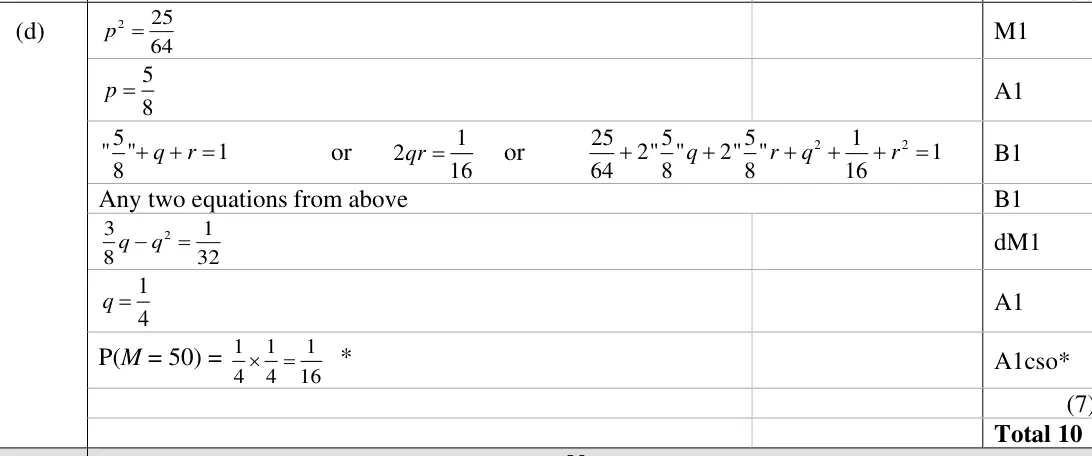 (d) p² = 25/64 M1
p = 5/8 A1
"5/8"+ q + r = 1 or 2qr = 1/16 or 25/64 + 2"5/8"q + 2"5/8"r + q² + 1/16 + r² = 1 B1
Any two equations from above B1
3/8 q − q² = 1/32 dM1
q = 1/4 A1
P(M = 50) = 1/4 × 1/4 = 1/16 * A1cso*
(7)
Total 10